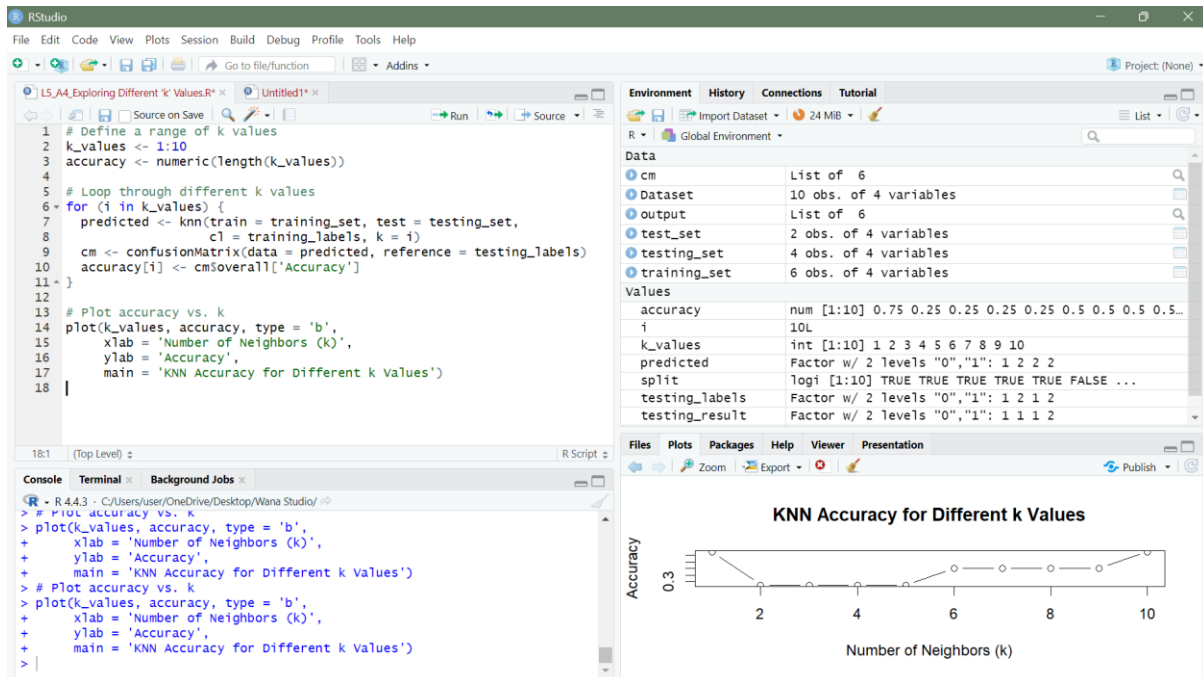 RStudio
File Edit Code View Plots Session Build Debug Profile Tools Help
Go to file/function Addins Project: (None)
L5_A4_Exploring Different 'k' Values.R* Untitled1*
Source on Save Run Source
1 # Define a range of k values
2 k_values <- 1:10
3 accuracy <- numeric(length(k_values))
4
5 # Loop through different k values
6 for (i in k_values) {
7 predicted <- knn(train = training_set, test = testing_set,
8 cl = training_labels, k = i)
9 cm <- confusionMatrix(data = predicted, reference = testing_labels)
10 accuracy[i] <- cm$overall['Accuracy']
11 }
12
13 # Plot accuracy vs. k
14 plot(k_values, accuracy, type = 'b',
15 xlab = 'Number of Neighbors (k)',
16 ylab = 'Accuracy',
17 main = 'KNN Accuracy for Different k Values')
18
18:1 (Top Level) R Script
Console Terminal Background Jobs
R 4.4.3 · C:/Users/user/OneDrive/Desktop/Wana Studio/
> # Plot accuracy vs. k
> plot(k_values, accuracy, type = 'b',
+ xlab = 'Number of Neighbors (k)',
+ ylab = 'Accuracy',
+ main = 'KNN Accuracy for Different k Values')
> # Plot accuracy vs. k
> plot(k_values, accuracy, type = 'b',
+ xlab = 'Number of Neighbors (k)',
+ ylab = 'Accuracy',
+ main = 'KNN Accuracy for Different k Values')
>
Environment History Connections Tutorial
Import Dataset 24 MiB List
R Global Environment
Data
cm List of 6
Dataset 10 obs. of 4 variables
output List of 6
test_set 2 obs. of 4 variables
testing_set 4 obs. of 4 variables
training_set 6 obs. of 4 variables
Values
accuracy num [1:10] 0.75 0.25 0.25 0.25 0.25 0.5 0.5 0.5 0.5…
i 10L
k_values int [1:10] 1 2 3 4 5 6 7 8 9 10
predicted Factor w/ 2 levels "0","1": 1 2 2 2
split logi [1:10] TRUE TRUE TRUE TRUE TRUE FALSE ...
testing_labels Factor w/ 2 levels "0","1": 1 2 1 2
testing_result Factor w/ 2 levels "0","1": 1 1 1 2
Files Plots Packages Help Viewer Presentation
Zoom Export Publish
KNN Accuracy for Different k Values
Accuracy
0.3
2 4 6 8 10
Number of Neighbors (k)